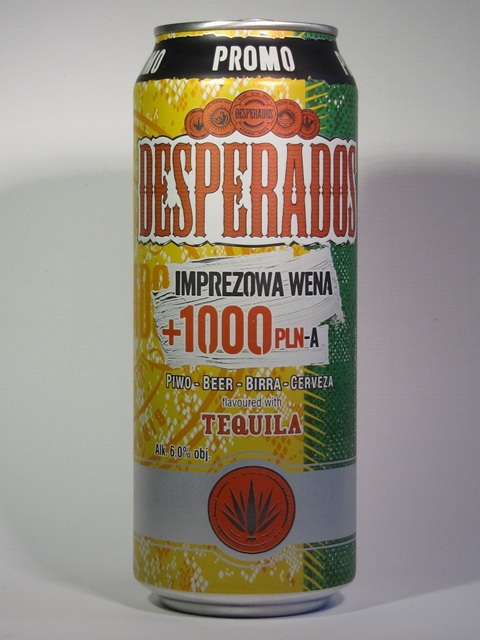 PROMO
DESPERADOS
DESPERADOS
IMPREZOWA WENA
+1000 PLN-A
PIWO - BEER - BIRRA - CERVEZA
flavoured with
TEQUILA
Alk. 6,0% obj.